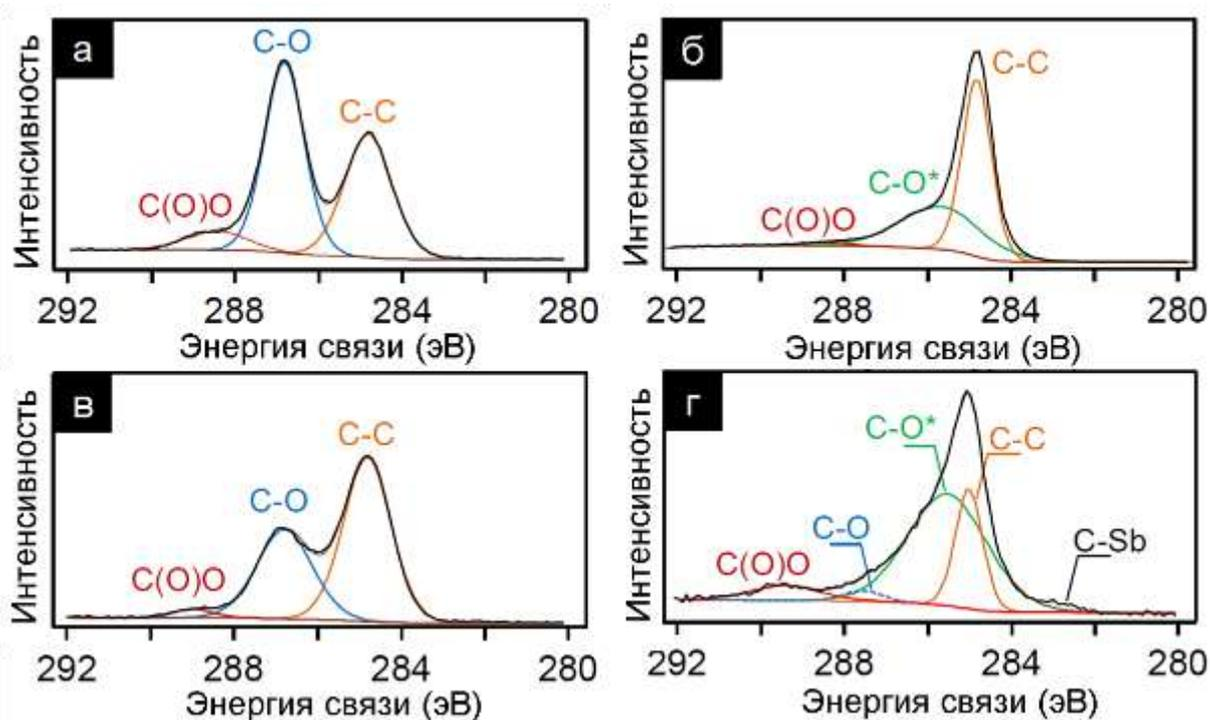 а
C-O
C-C
C(O)O
Интенсивность
292 288 284 280
Энергия связи (эВ)
б
C-C
C-O*
C(O)O
Интенсивность
292 288 284 280
Энергия связи (эВ)
в
C-C
C-O
C(O)O
Интенсивность
292 288 284 280
Энергия связи (эВ)
г
C-O*
C-C
C-O
C-Sb
C(O)O
Интенсивность
292 288 284 280
Энергия связи (эВ)